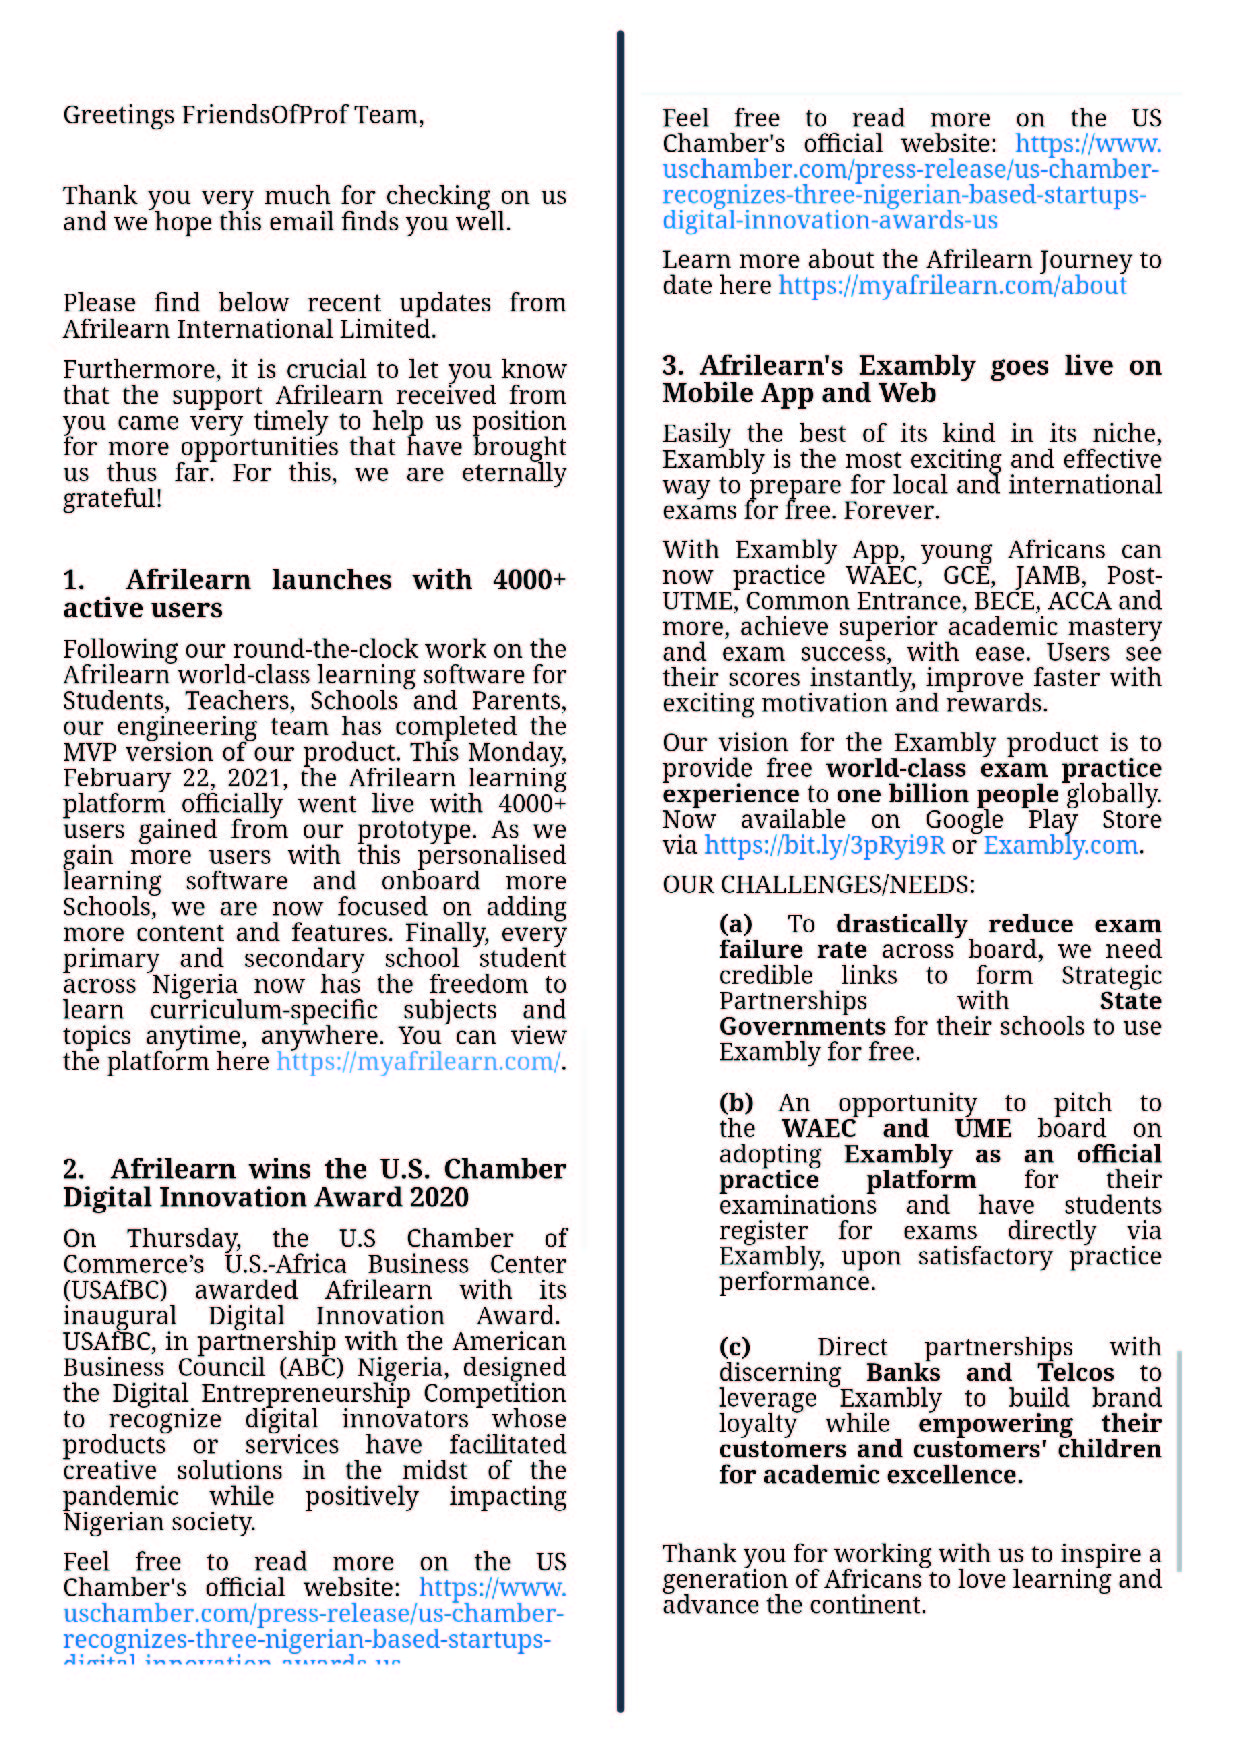 Greetings FriendsOfProf Team,
Thank you very much for checking on us
and we hope this email finds you well.
Please find below recent updates from
Afrilearn International Limited.
Furthermore, it is crucial to let you know
that the support Afrilearn received from
you came very timely to help us position
for more opportunities that have brought
us thus far. For this, we are eternally
grateful!
1. Afrilearn launches with 4000+
active users
Following our round-the-clock work on the
Afrilearn world-class learning software for
Students, Teachers, Schools and Parents,
our engineering team has completed the
MVP version of our product. This Monday,
February 22, 2021, the Afrilearn learning
platform officially went live with 4000+
users gained from our prototype. As we
gain more users with this personalised
learning software and onboard more
Schools, we are now focused on adding
more content and features. Finally, every
primary and secondary school student
across Nigeria now has the freedom to
learn curriculum-specific subjects and
topics anytime, anywhere. You can view
the platform here https://myafrilearn.com/.
2. Afrilearn wins the U.S. Chamber
Digital Innovation Award 2020
On Thursday, the U.S Chamber of
Commerce’s U.S.-Africa Business Center
(USAfBC) awarded Afrilearn with its
inaugural Digital Innovation Award.
USAfBC, in partnership with the American
Business Council (ABC) Nigeria, designed
the Digital Entrepreneurship Competition
to recognize digital innovators whose
products or services have facilitated
creative solutions in the midst of the
pandemic while positively impacting
Nigerian society.
Feel free to read more on the US
Chamber's official website: https://www.
uschamber.com/press-release/us-chamber-
recognizes-three-nigerian-based-startups-
digital-innovation-awards-us
Feel free to read more on the US
Chamber's official website: https://www.
uschamber.com/press-release/us-chamber-
recognizes-three-nigerian-based-startups-
digital-innovation-awards-us
Learn more about the Afrilearn Journey to
date here https://myafrilearn.com/about
3. Afrilearn's Exambly goes live on
Mobile App and Web
Easily the best of its kind in its niche,
Exambly is the most exciting and effective
way to prepare for local and international
exams for free. Forever.
With Exambly App, young Africans can
now practice WAEC, GCE, JAMB, Post-
UTME, Common Entrance, BECE, ACCA and
more, achieve superior academic mastery
and exam success, with ease. Users see
their scores instantly, improve faster with
exciting motivation and rewards.
Our vision for the Exambly product is to
provide free world-class exam practice
experience to one billion people globally.
Now available on Google Play Store
via https://bit.ly/3pRyi9R or Exambly.com.
OUR CHALLENGES/NEEDS:
(a) To drastically reduce exam
failure rate across board, we need
credible links to form Strategic
Partnerships with State
Governments for their schools to use
Exambly for free.
(b) An opportunity to pitch to
the WAEC and UME board on
adopting Exambly as an official
practice platform for their
examinations and have students
register for exams directly via
Exambly, upon satisfactory practice
performance.
(c) Direct partnerships with
discerning Banks and Telcos to
leverage Exambly to build brand
loyalty while empowering their
customers and customers' children
for academic excellence.
Thank you for working with us to inspire a
generation of Africans to love learning and
advance the continent.